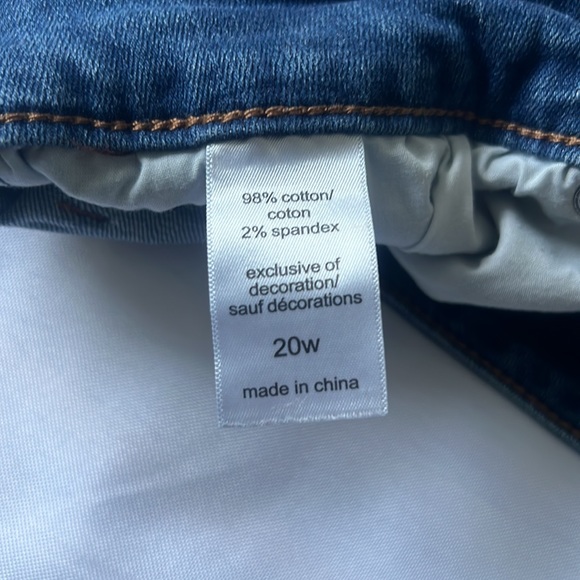 98% cotton/
coton
2% spandex
exclusive of
decoration/
sauf décorations
20w
made in china